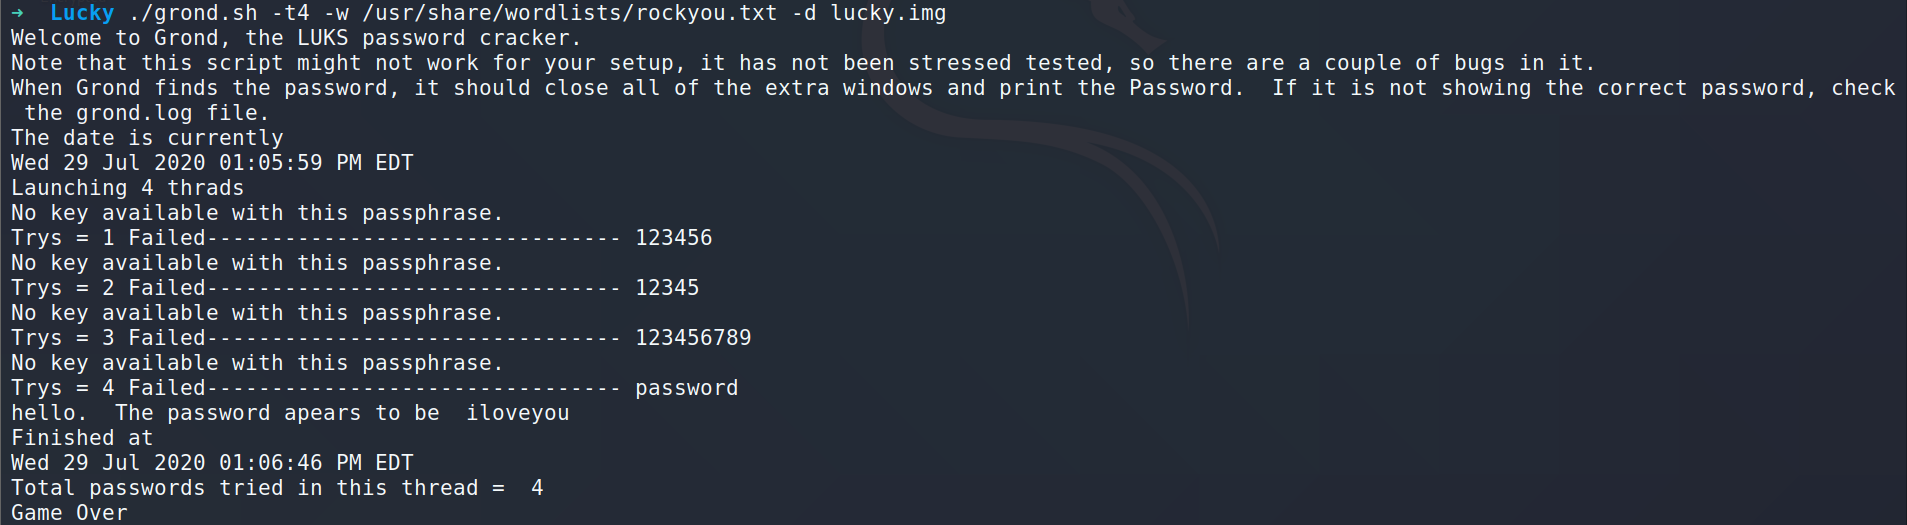 ➜  Lucky ./grond.sh -t4 -w /usr/share/wordlists/rockyou.txt -d lucky.img
Welcome to Grond, the LUKS password cracker.
Note that this script might not work for your setup, it has not been stressed tested, so there are a couple of bugs in it.
When Grond finds the password, it should close all of the extra windows and print the Password.  If it is not showing the correct password, check
 the grond.log file.
The date is currently
Wed 29 Jul 2020 01:05:59 PM EDT
Launching 4 thrads
No key available with this passphrase.
Trys = 1 Failed-------------------------------- 123456
No key available with this passphrase.
Trys = 2 Failed-------------------------------- 12345
No key available with this passphrase.
Trys = 3 Failed-------------------------------- 123456789
No key available with this passphrase.
Trys = 4 Failed-------------------------------- password
hello.  The password apears to be  iloveyou
Finished at
Wed 29 Jul 2020 01:06:46 PM EDT
Total passwords tried in this thread =  4
Game Over